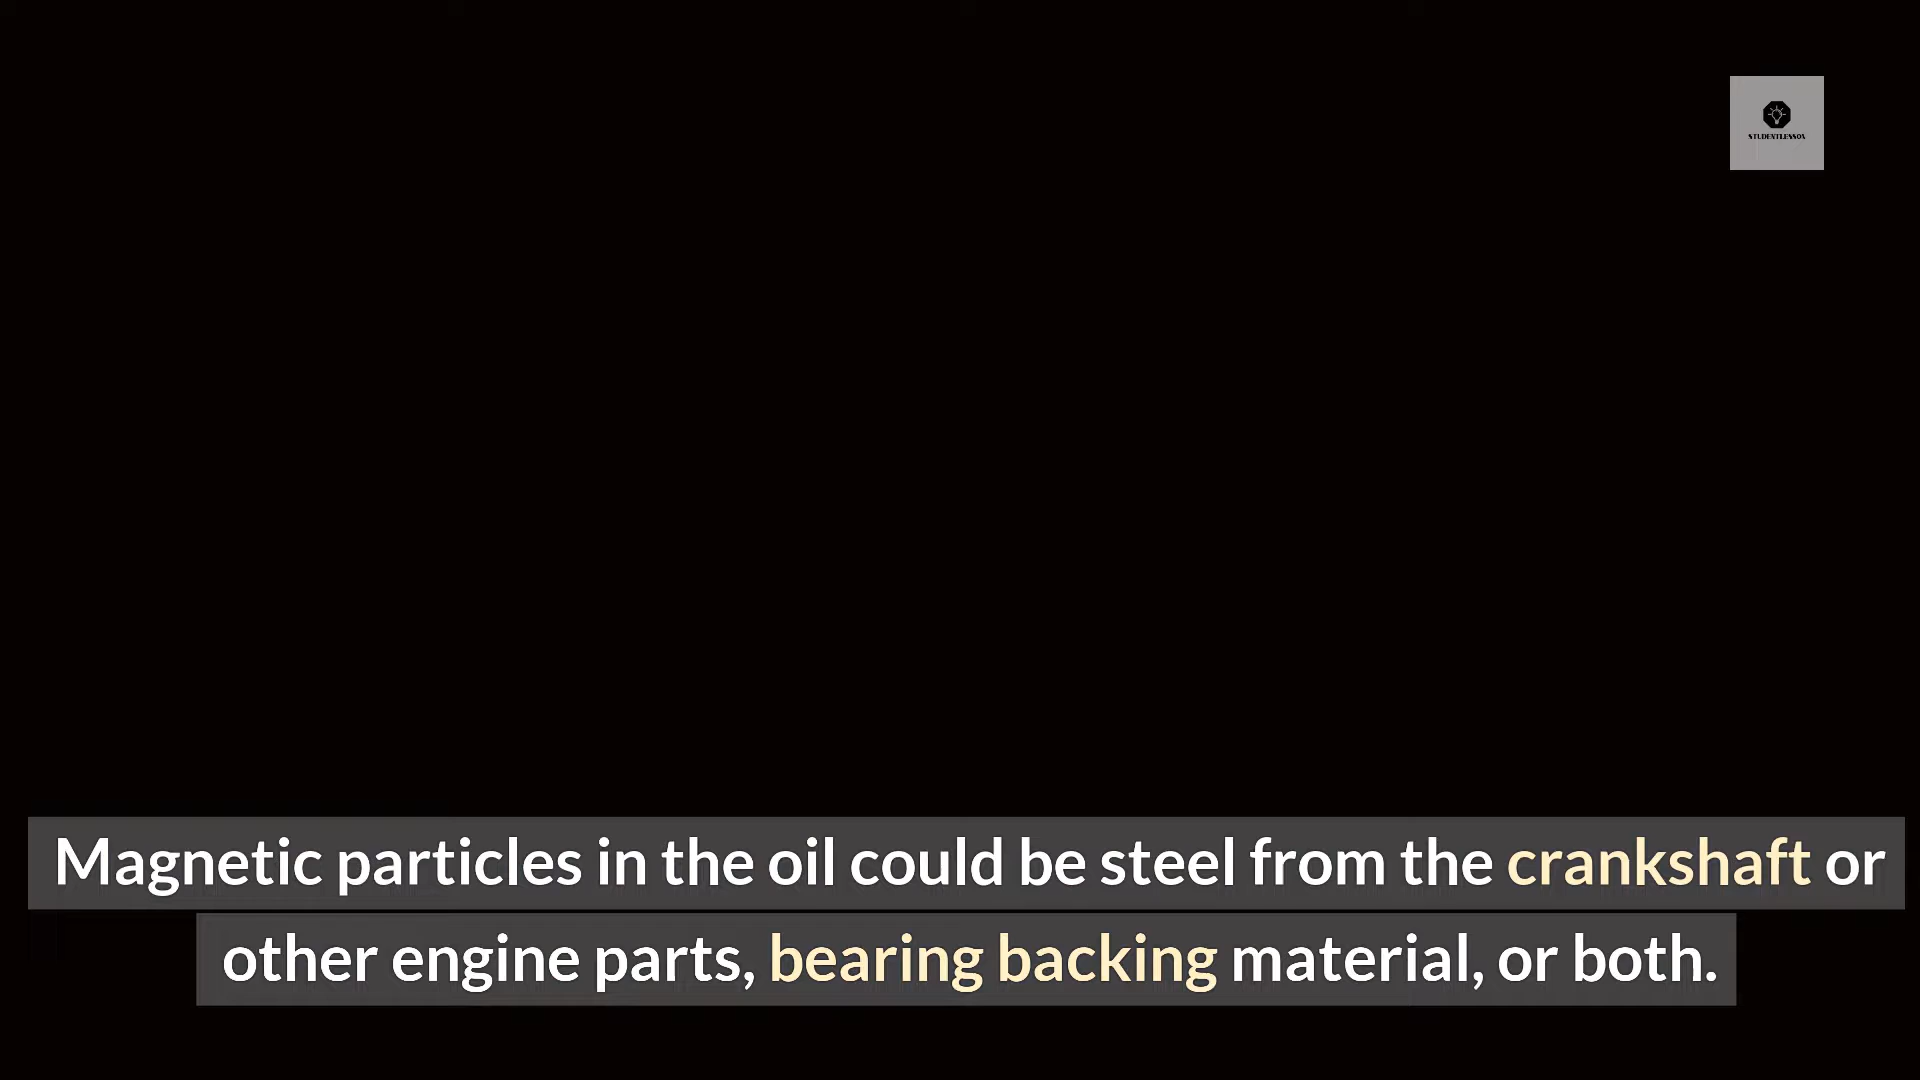 STUDENTLESSON
Magnetic particles in the oil could be steel from the crankshaft or
other engine parts, bearing backing material, or both.